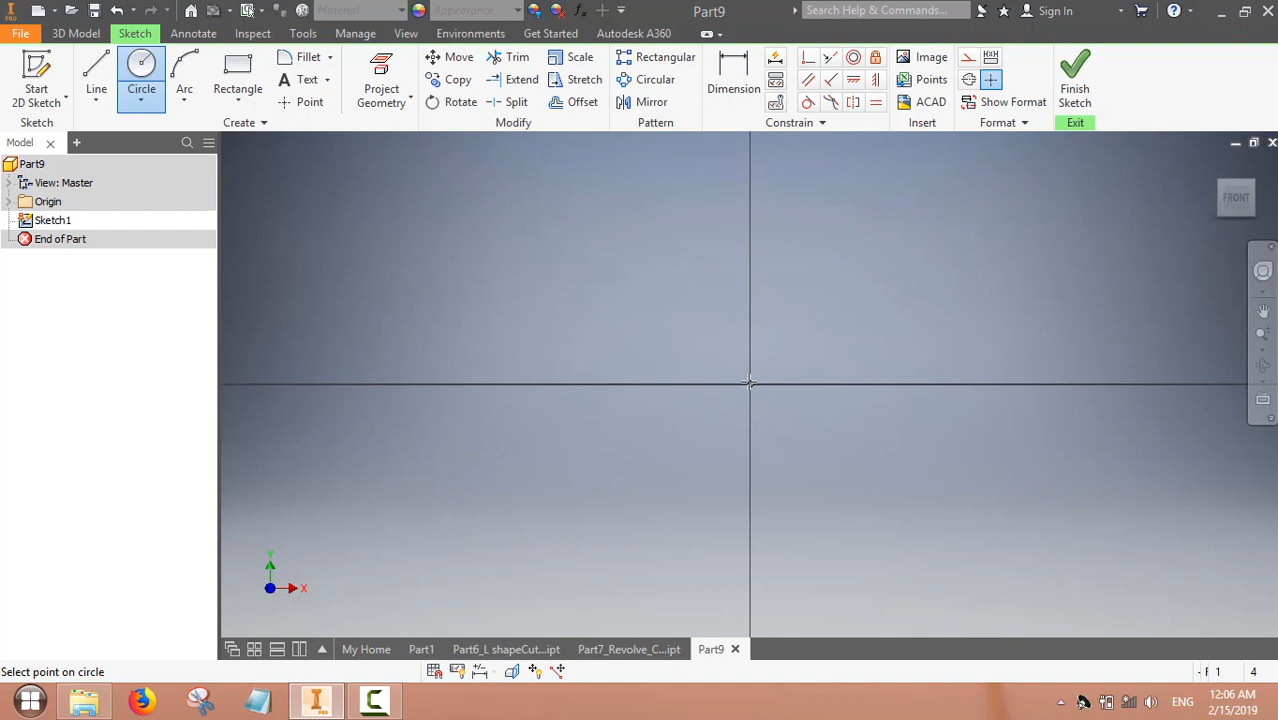 PRO
Material
Appearance
Part9
Search Help & Commands...
Sign In
File 3D Model Sketch Annotate Inspect Tools Manage View Environments Get Started Autodesk A360
Start
2D Sketch
Line
Circle
Arc
Rectangle
Fillet
Text
Point
Project
Geometry
Move
Copy
Rotate
Trim
Extend
Split
Scale
Stretch
Offset
Rectangular
Circular
Mirror
Dimension
Image
Points
ACAD
Show Format
Finish
Sketch
Sketch Create Modify Pattern Constrain Insert Format Exit
Model
Part9
View: Master
Origin
Sketch1
End of Part
FRONT
Y
X
My Home Part1 Part6_L shapeCut...ipt Part7_Revolve_C...ipt Part9
Select point on circle
1 4
PRO
ENG
12:06 AM
2/15/2019